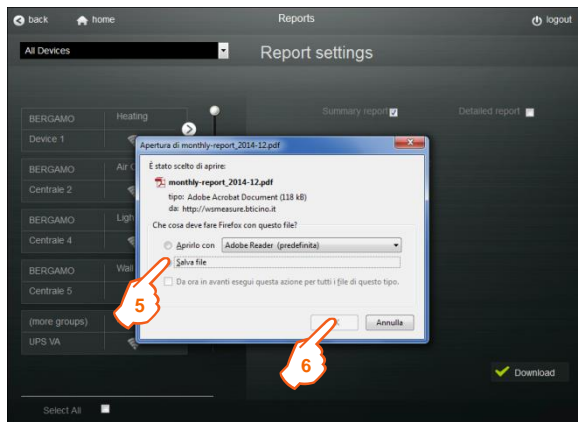 back
home
Reports
logout
All Devices
Report settings
BERGAMO
Heating
Device 1
Summary report
Detailed report
BERGAMO
Air C
Centrale 2
BERGAMO
Ligh
Centrale 4
BERGAMO
Wall
Centrale 5
(more groups)
UPS VA
Apertura di monthly-report_2014-12.pdf
È stato scelto di aprire:
monthly-report_2014-12.pdf
tipo: Adobe Acrobat Document (118 kB)
da: http://wsmeasure.bticino.it
Che cosa deve fare Firefox con questo file?
Aprirlo con
Adobe Reader (predefinita)
Salva file
Da ora in avanti esegui questa azione per tutti i file di questo tipo.
Annulla
5
6
Download
Select All